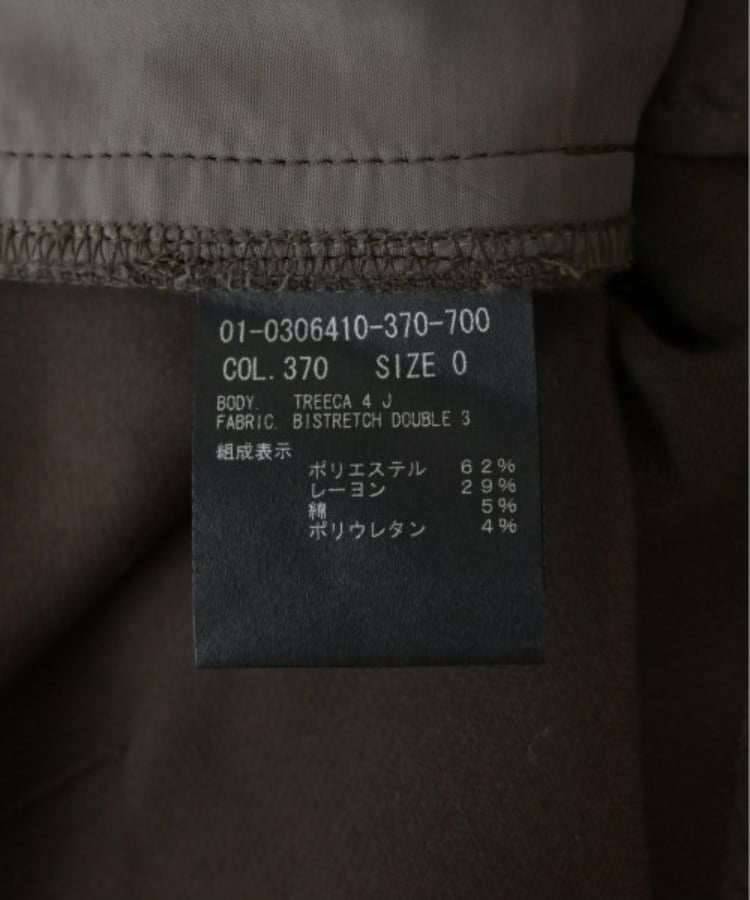 01-0306410-370-700
COL. 370 SIZE 0
BODY. TREECA 4 J
FABRIC. BISTRETCH DOUBLE 3
組成表示
ポリエステル 62%
レーヨン 29%
綿 5%
ポリウレタン 4%